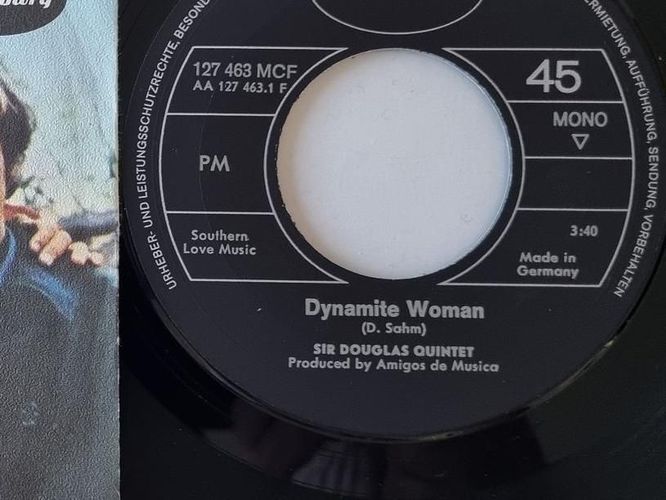 URHEBER- UND LEISTUNGSSCHUTZRECHTE,
VERMIETUNG, AUFFÜHRUNG, SENDUNG, VORBEHALTEN
127 463 MCF
AA 127 463.1 F
45
MONO
PM
Southern
Love Music
3:40
Made in
Germany
Dynamite Woman
(D. Sahm)
SIR DOUGLAS QUINTET
Produced by Amigos de Musica